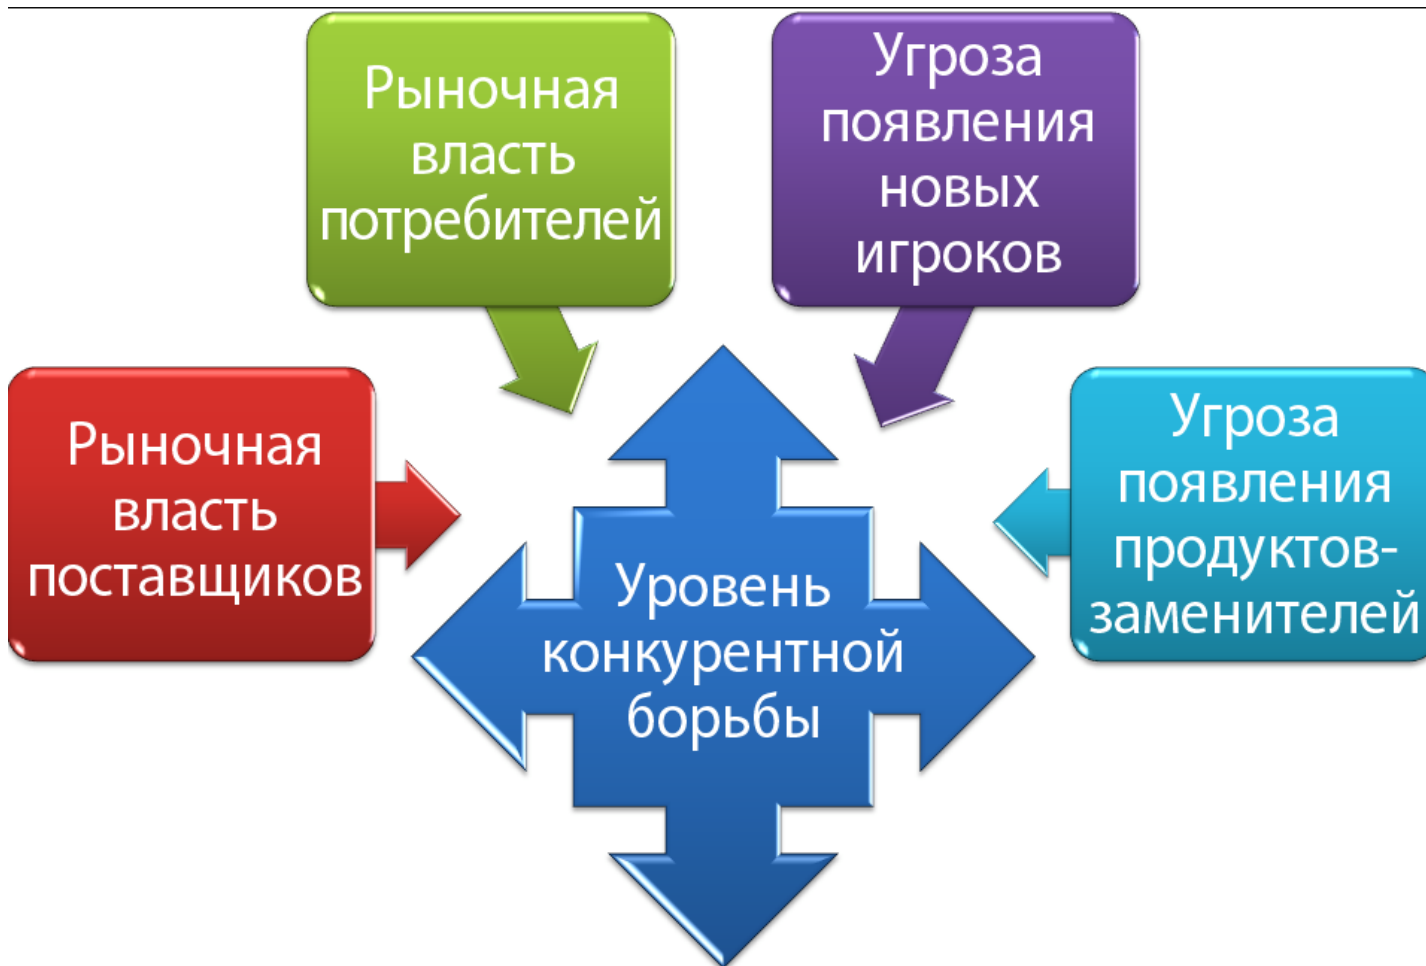 Рыночная
власть
потребителей
Угроза
появления
новых
игроков
Рыночная
власть
поставщиков
Угроза
появления
продуктов-
заменителей
Уровень
конкурентной
борьбы